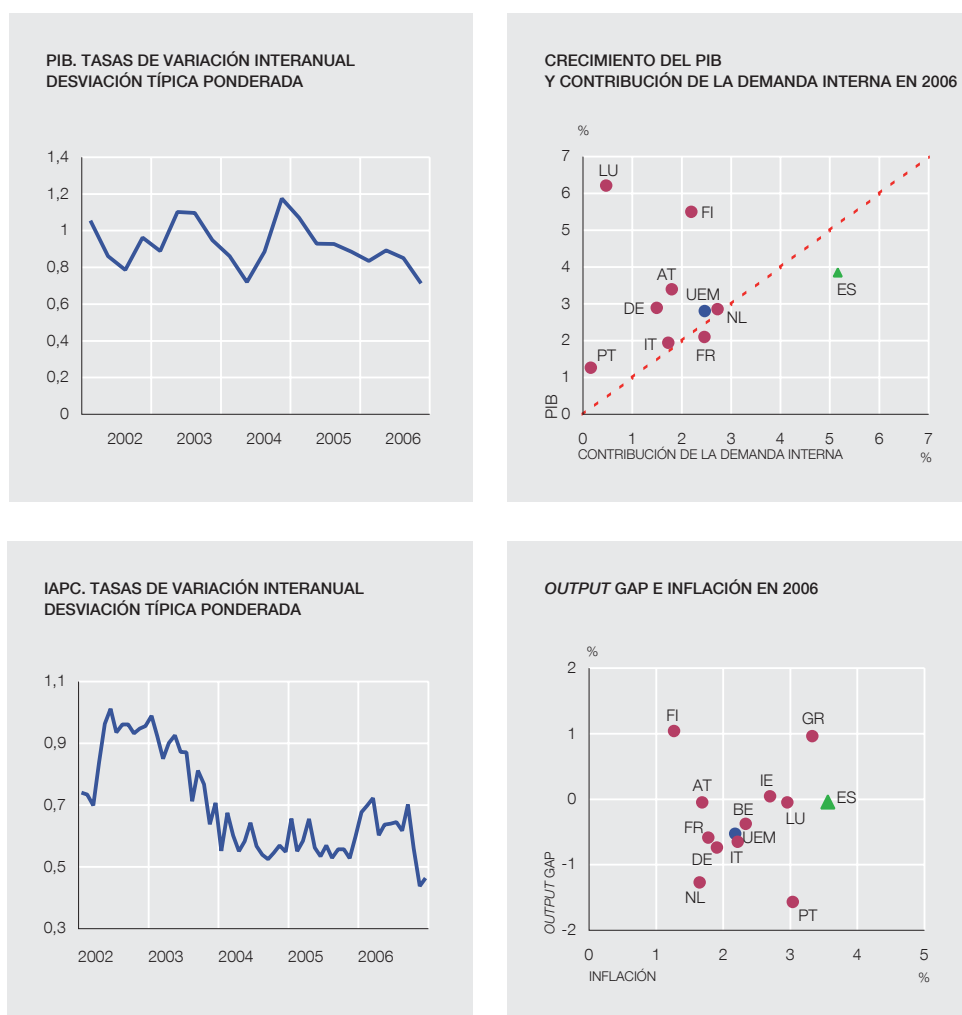 PIB. TASAS DE VARIACIÓN INTERANUAL
DESVIACIÓN TÍPICA PONDERADA
1,4
1,2
1
0,8
0,6
0,4
0,2
0
2002 2003 2004 2005 2006
CRECIMIENTO DEL PIB
Y CONTRIBUCIÓN DE LA DEMANDA INTERNA EN 2006
%
7
6
5
4
3
2
1
0
PIB
LU
FI
AT
UEM
ES
DE
NL
IT
FR
PT
0 1 2 3 4 5 6 7
CONTRIBUCIÓN DE LA DEMANDA INTERNA
%
IAPC. TASAS DE VARIACIÓN INTERANUAL
DESVIACIÓN TÍPICA PONDERADA
1,1
0,9
0,7
0,5
0,3
2002 2003 2004 2005 2006
OUTPUT GAP E INFLACIÓN EN 2006
%
2
1
0
-1
-2
OUTPUT GAP
FI
GR
AT
IE
ES
BE
LU
FR
UEM
DE
IT
NL
PT
0 1 2 3 4 5
INFLACIÓN
%